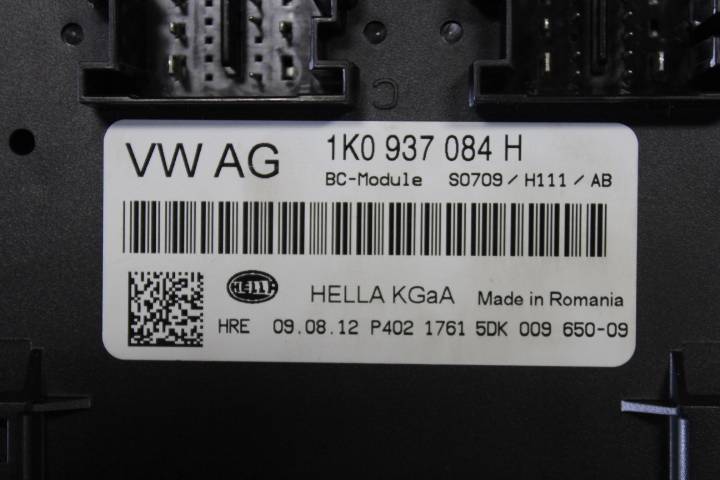 C
VW AG 1K0 937 084 H
BC-Module S0709 / H111 / AB
HELLA HELLA KGaA Made in Romania
HRE 09.08.12 P402 1761 5DK 009 650-09